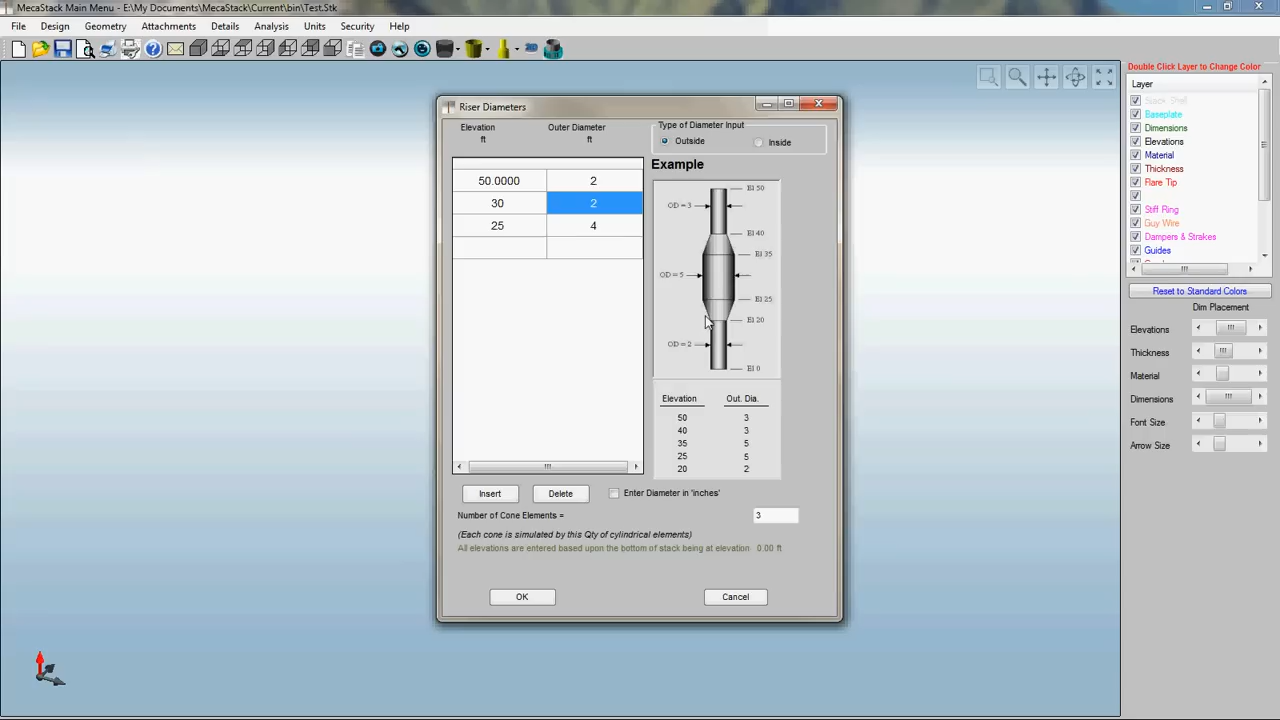 MecaStack Main Menu - E:\My Documents\MecaStack\Current\bin\Test.Stk
File Design Geometry Attachments Details Analysis Units Security Help
Double Click Layer to Change Color
Layer
Stack Shell
Baseplate
Dimensions
Elevations
Material
Thickness
Flare Tip
Stiff Ring
Guy Wire
Dampers & Strakes
Guides
Reset to Standard Colors
Dim Placement
Elevations
Thickness
Material
Dimensions
Font Size
Arrow Size
Riser Diameters
Elevation Outer Diameter
ft ft
50.0000 2
30 2
25 4
Type of Diameter Input
Outside Inside
Example
El 50
OD = 3
El 40
El 35
OD = 5
El 25
El 20
OD = 2
El 0
Elevation Out. Dia.
50 3
40 3
35 5
25 5
20 2
Insert Delete Enter Diameter in 'inches'
Number of Cone Elements = 3
(Each cone is simulated by this Qty of cylindrical elements)
All elevations are entered based upon the bottom of stack being at elevation 0.00 ft
OK Cancel